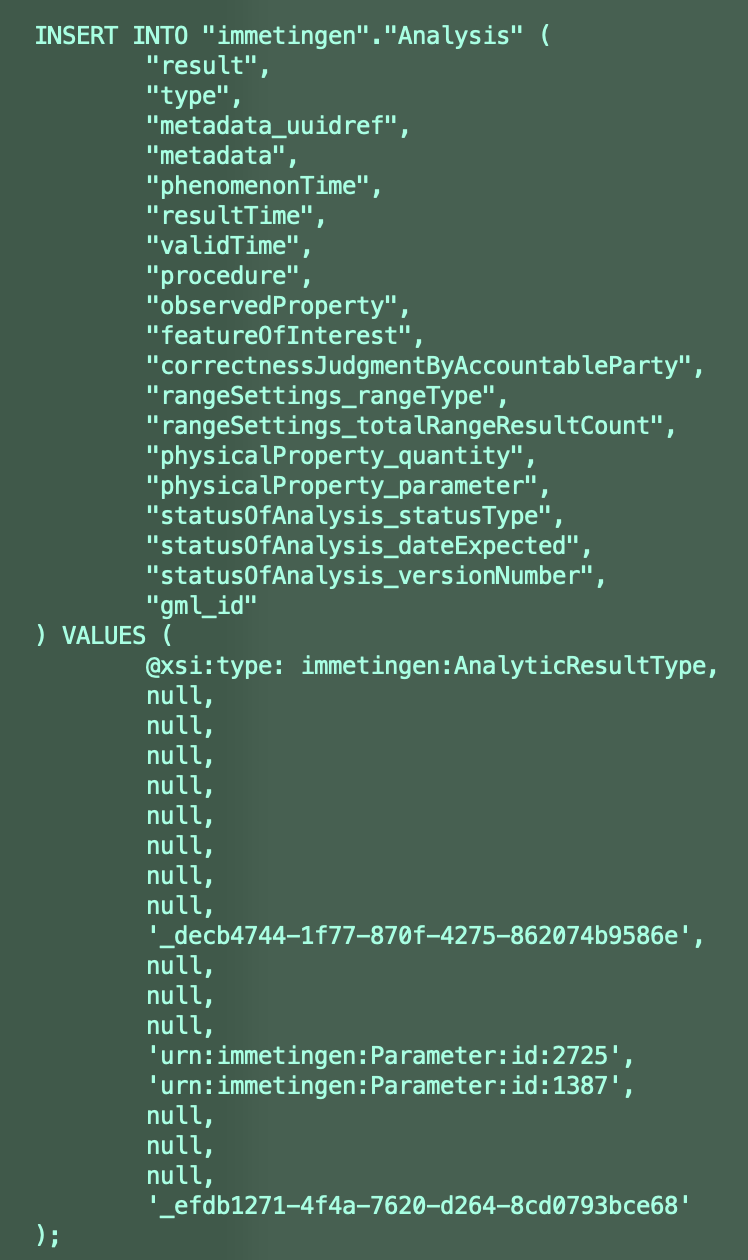 INSERT INTO "immetingen"."Analysis" (
"result",
"type",
"metadata_uuidref",
"metadata",
"phenomenonTime",
"resultTime",
"validTime",
"procedure",
"observedProperty",
"featureOfInterest",
"correctnessJudgmentByAccountableParty",
"rangeSettings_rangeType",
"rangeSettings_totalRangeResultCount",
"physicalProperty_quantity",
"physicalProperty_parameter",
"statusOfAnalysis_statusType",
"statusOfAnalysis_dateExpected",
"statusOfAnalysis_versionNumber",
"gml_id"
) VALUES (
@xsi:type: immetingen:AnalyticResultType,
null,
null,
null,
null,
null,
null,
null,
null,
'_decb4744-1f77-870f-4275-862074b9586e',
null,
null,
null,
'urn:immetingen:Parameter:id:2725',
'urn:immetingen:Parameter:id:1387',
null,
null,
null,
'_efdb1271-4f4a-7620-d264-8cd0793bce68'
);